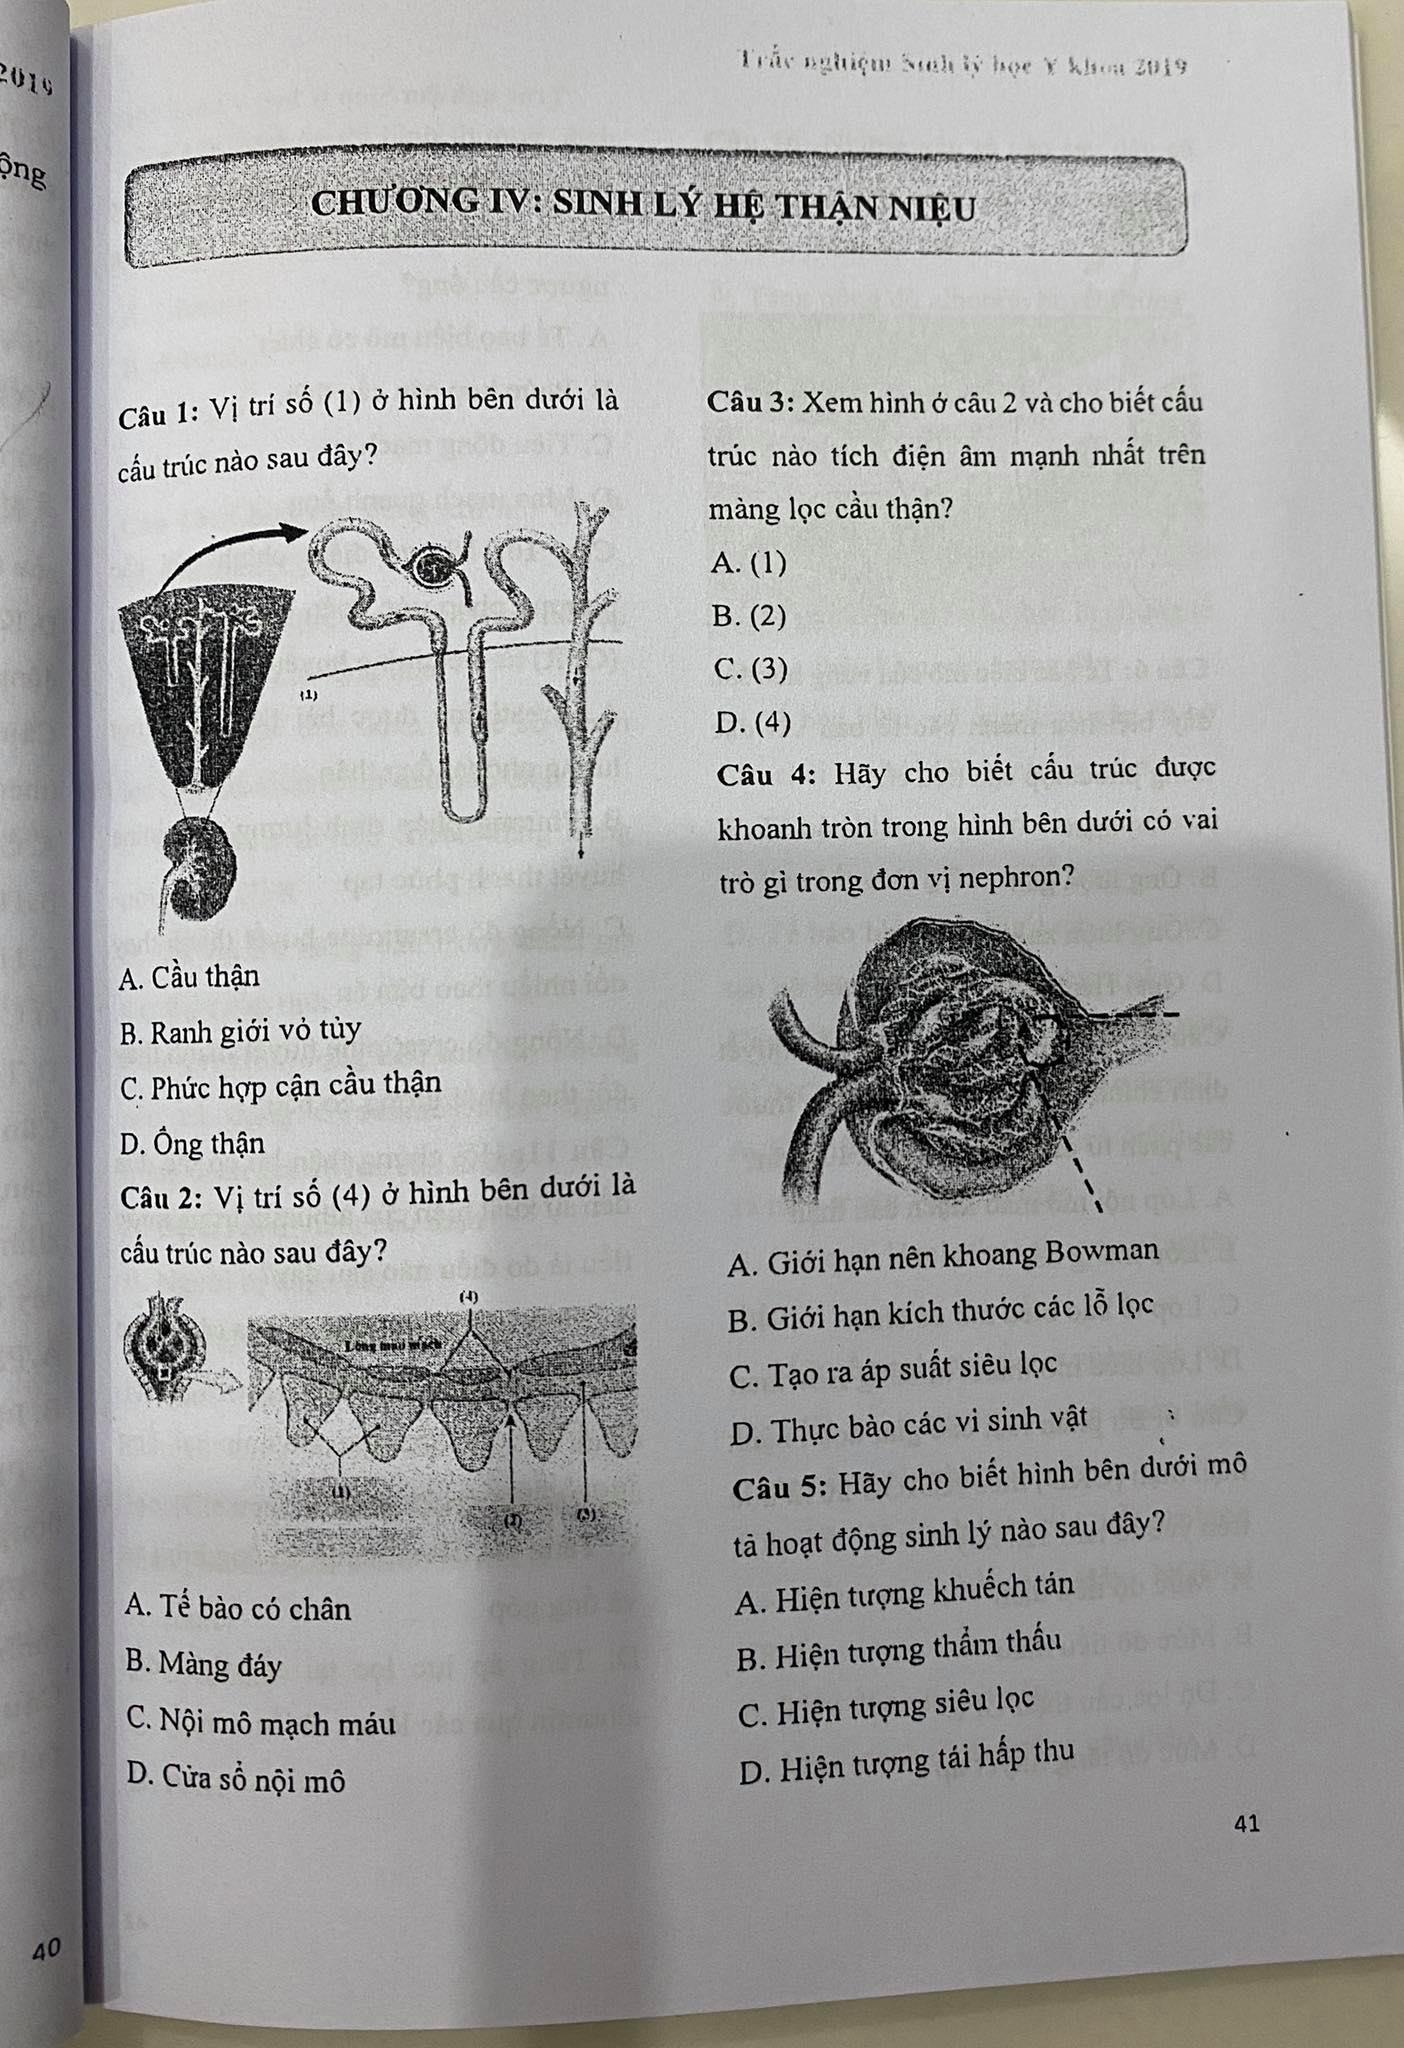 2019
ộng
40
Trắc nghiệm Sinh lý học Y khoa 2019
CHƯƠNG IV: SINH LÝ HỆ THẬN NIỆU
Câu 1: Vị trí số (1) ở hình bên dưới là
cấu trúc nào sau đây?
(1)
A. Cầu thận
B. Ranh giới vỏ tủy
C. Phức hợp cận cầu thận
D. Ống thận
Câu 2: Vị trí số (4) ở hình bên dưới là
cấu trúc nào sau đây?
(4)
Lòng mao mạch
(1)
(2)
(3)
A. Tế bào có chân
B. Màng đáy
C. Nội mô mạch máu
D. Cửa sổ nội mô
Câu 3: Xem hình ở câu 2 và cho biết cấu
trúc nào tích điện âm mạnh nhất trên
màng lọc cầu thận?
A. (1)
B. (2)
C. (3)
D. (4)
Câu 4: Hãy cho biết cấu trúc được
khoanh tròn trong hình bên dưới có vai
trò gì trong đơn vị nephron?
A. Giới hạn nên khoang Bowman
B. Giới hạn kích thước các lỗ lọc
C. Tạo ra áp suất siêu lọc
D. Thực bào các vi sinh vật
Câu 5: Hãy cho biết hình bên dưới mô
tả hoạt động sinh lý nào sau đây?
A. Hiện tượng khuếch tán
B. Hiện tượng thẩm thấu
C. Hiện tượng siêu lọc
D. Hiện tượng tái hấp thu
41